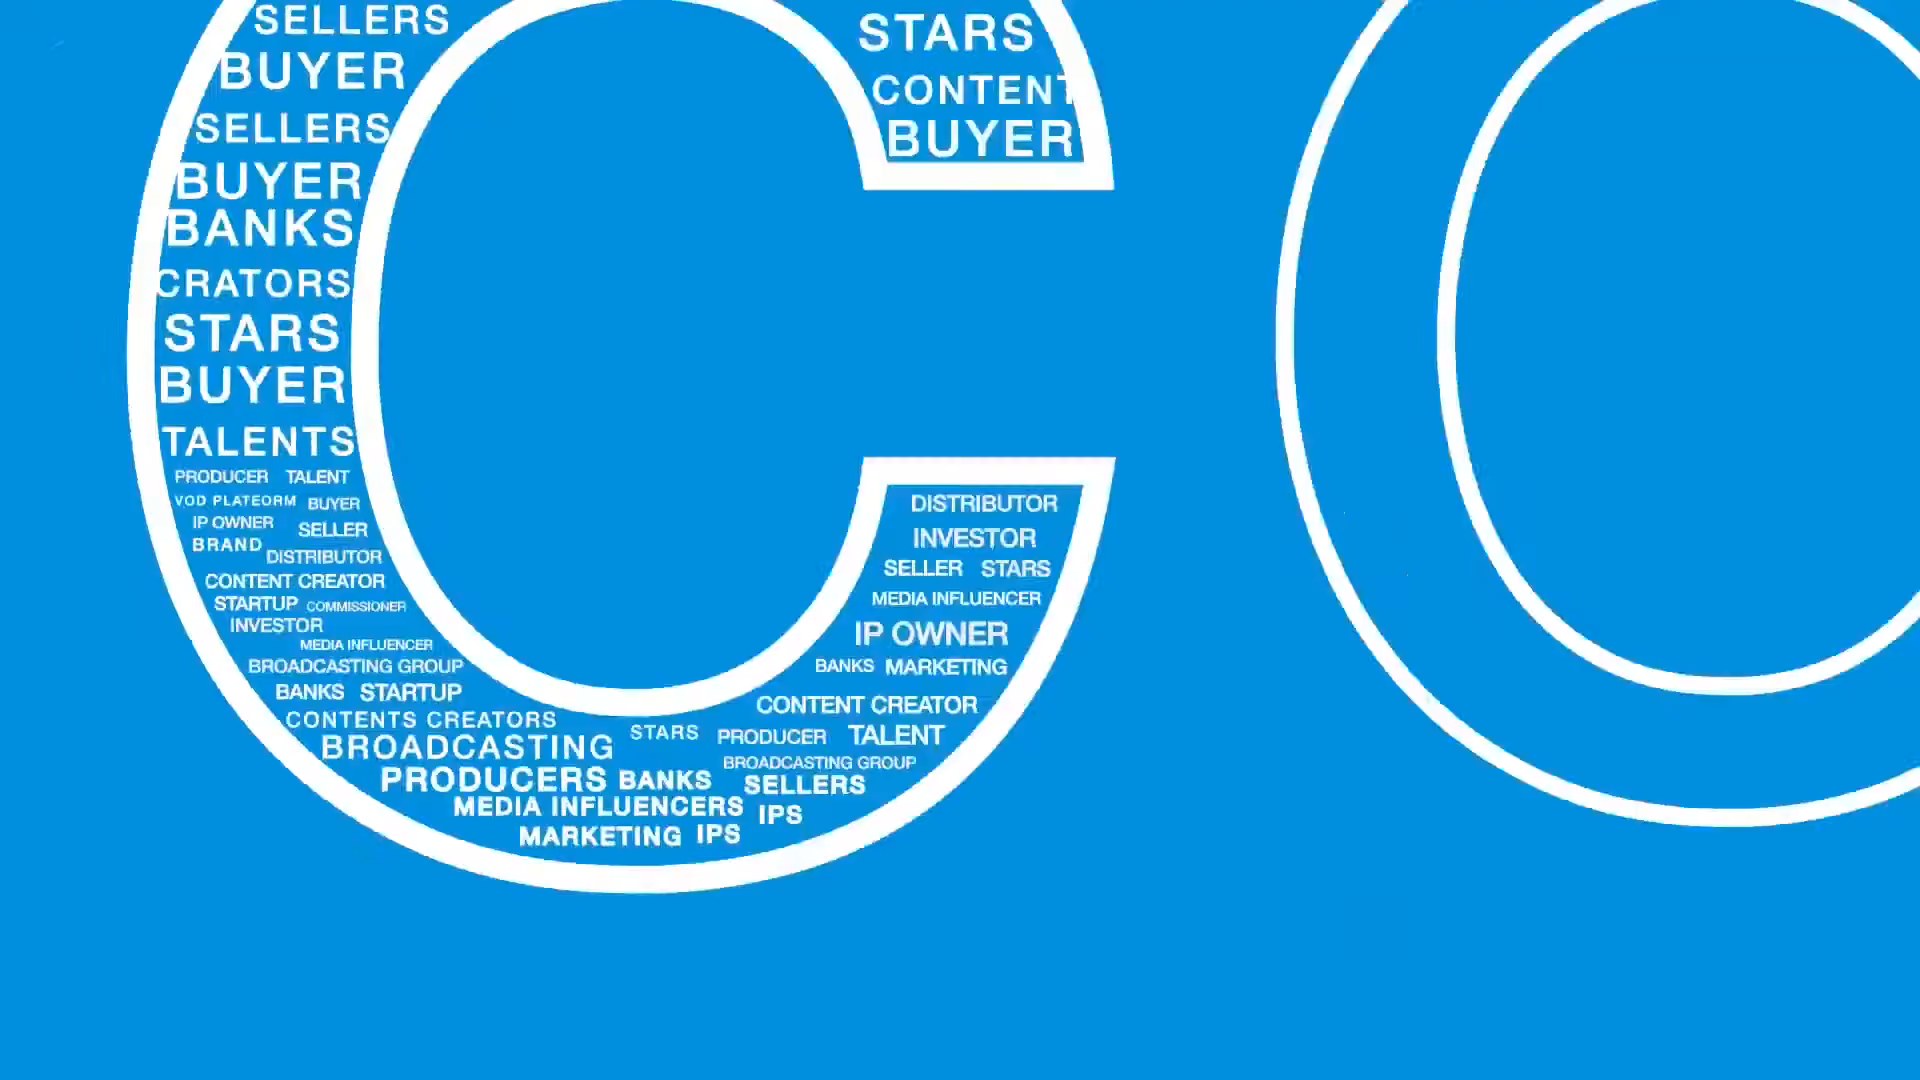 SELLERS
BUYER
SELLERS
BUYER
BANKS
CRATORS
STARS
BUYER
TALENTS
PRODUCER TALENT
VOD PLATEORM BUYER
IP OWNER SELLER
BRAND
DISTRIBUTOR
CONTENT CREATOR
STARTUP COMMISSIONER
INVESTOR
MEDIA INFLUENCER
BROADCASTING GROUP
BANKS STARTUP
CONTENTS CREATORS
BROADCASTING
PRODUCERS BANKS
MEDIA INFLUENCERS
MARKETING IPS
STARS
CONTENT
BUYER
DISTRIBUTOR
INVESTOR
SELLER STARS
MEDIA INFLUENCER
IP OWNER
BANKS MARKETING
CONTENT CREATOR
STARS PRODUCER TALENT
BROADCASTING GROUP
SELLERS
IPS
C O